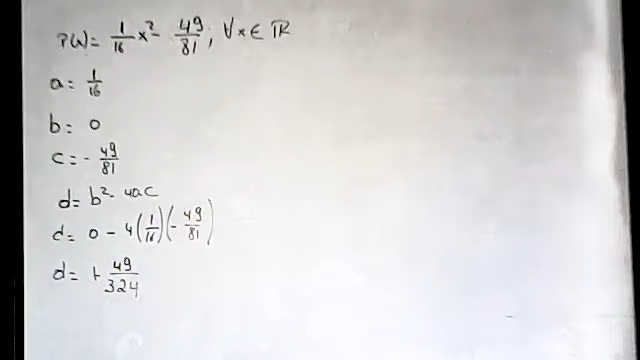 P(x) = 1/16 x² - 49/81 ; ∀x ∈ ℝ
a = 1/16
b = 0
c = - 49/81
d = b² - 4ac
d = 0 - 4(1/16)(- 49/81)
d = + 49/324